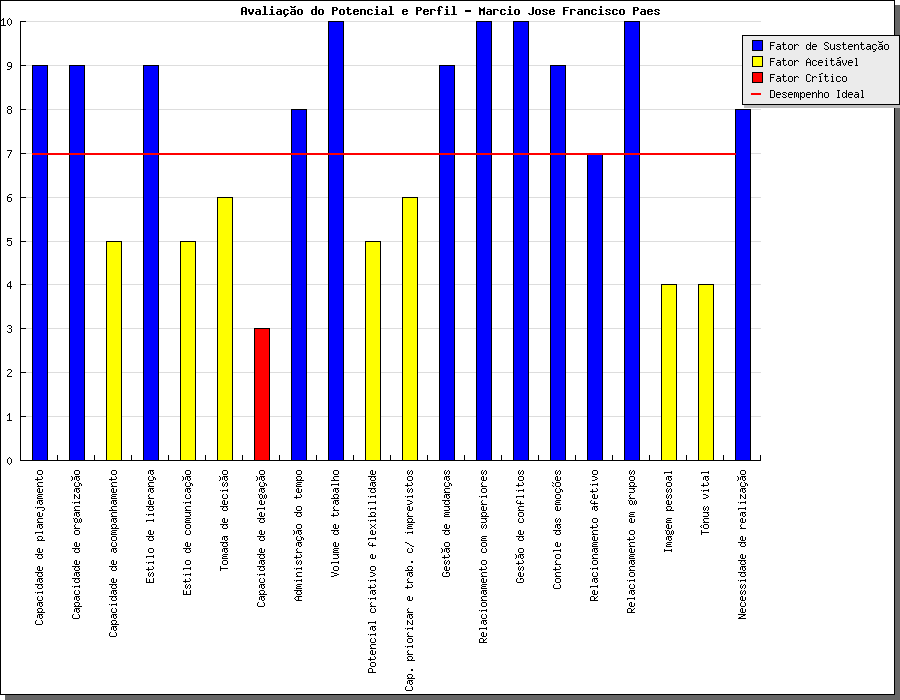 Avaliação do Potencial e Perfil - Marcio Jose Francisco Paes
10
9
8
7
6
5
4
3
2
1
0
Fator de Sustentação
Fator Aceitável
Fator Crítico
Desempenho Ideal
Capacidade de planejamento
Capacidade de organização
Capacidade de acompanhamento
Estilo de liderança
Estilo de comunicação
Tomada de decisão
Capacidade de delegação
Administração do tempo
Volume de trabalho
Potencial criativo e flexibilidade
Cap. priorizar e trab. c/ imprevistos
Gestão de mudanças
Relacionamento com superiores
Gestão de conflitos
Controle das emoções
Relacionamento afetivo
Relacionamento em grupos
Imagem pessoal
Tônus vital
Necessidade de realização